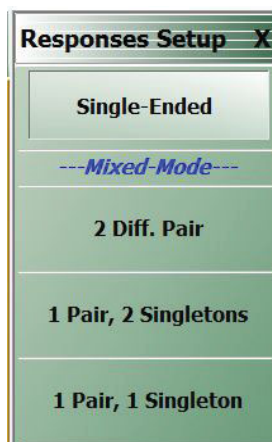 Responses Setup X
Single-Ended
---Mixed-Mode---
2 Diff. Pair
1 Pair, 2 Singletons
1 Pair, 1 Singleton